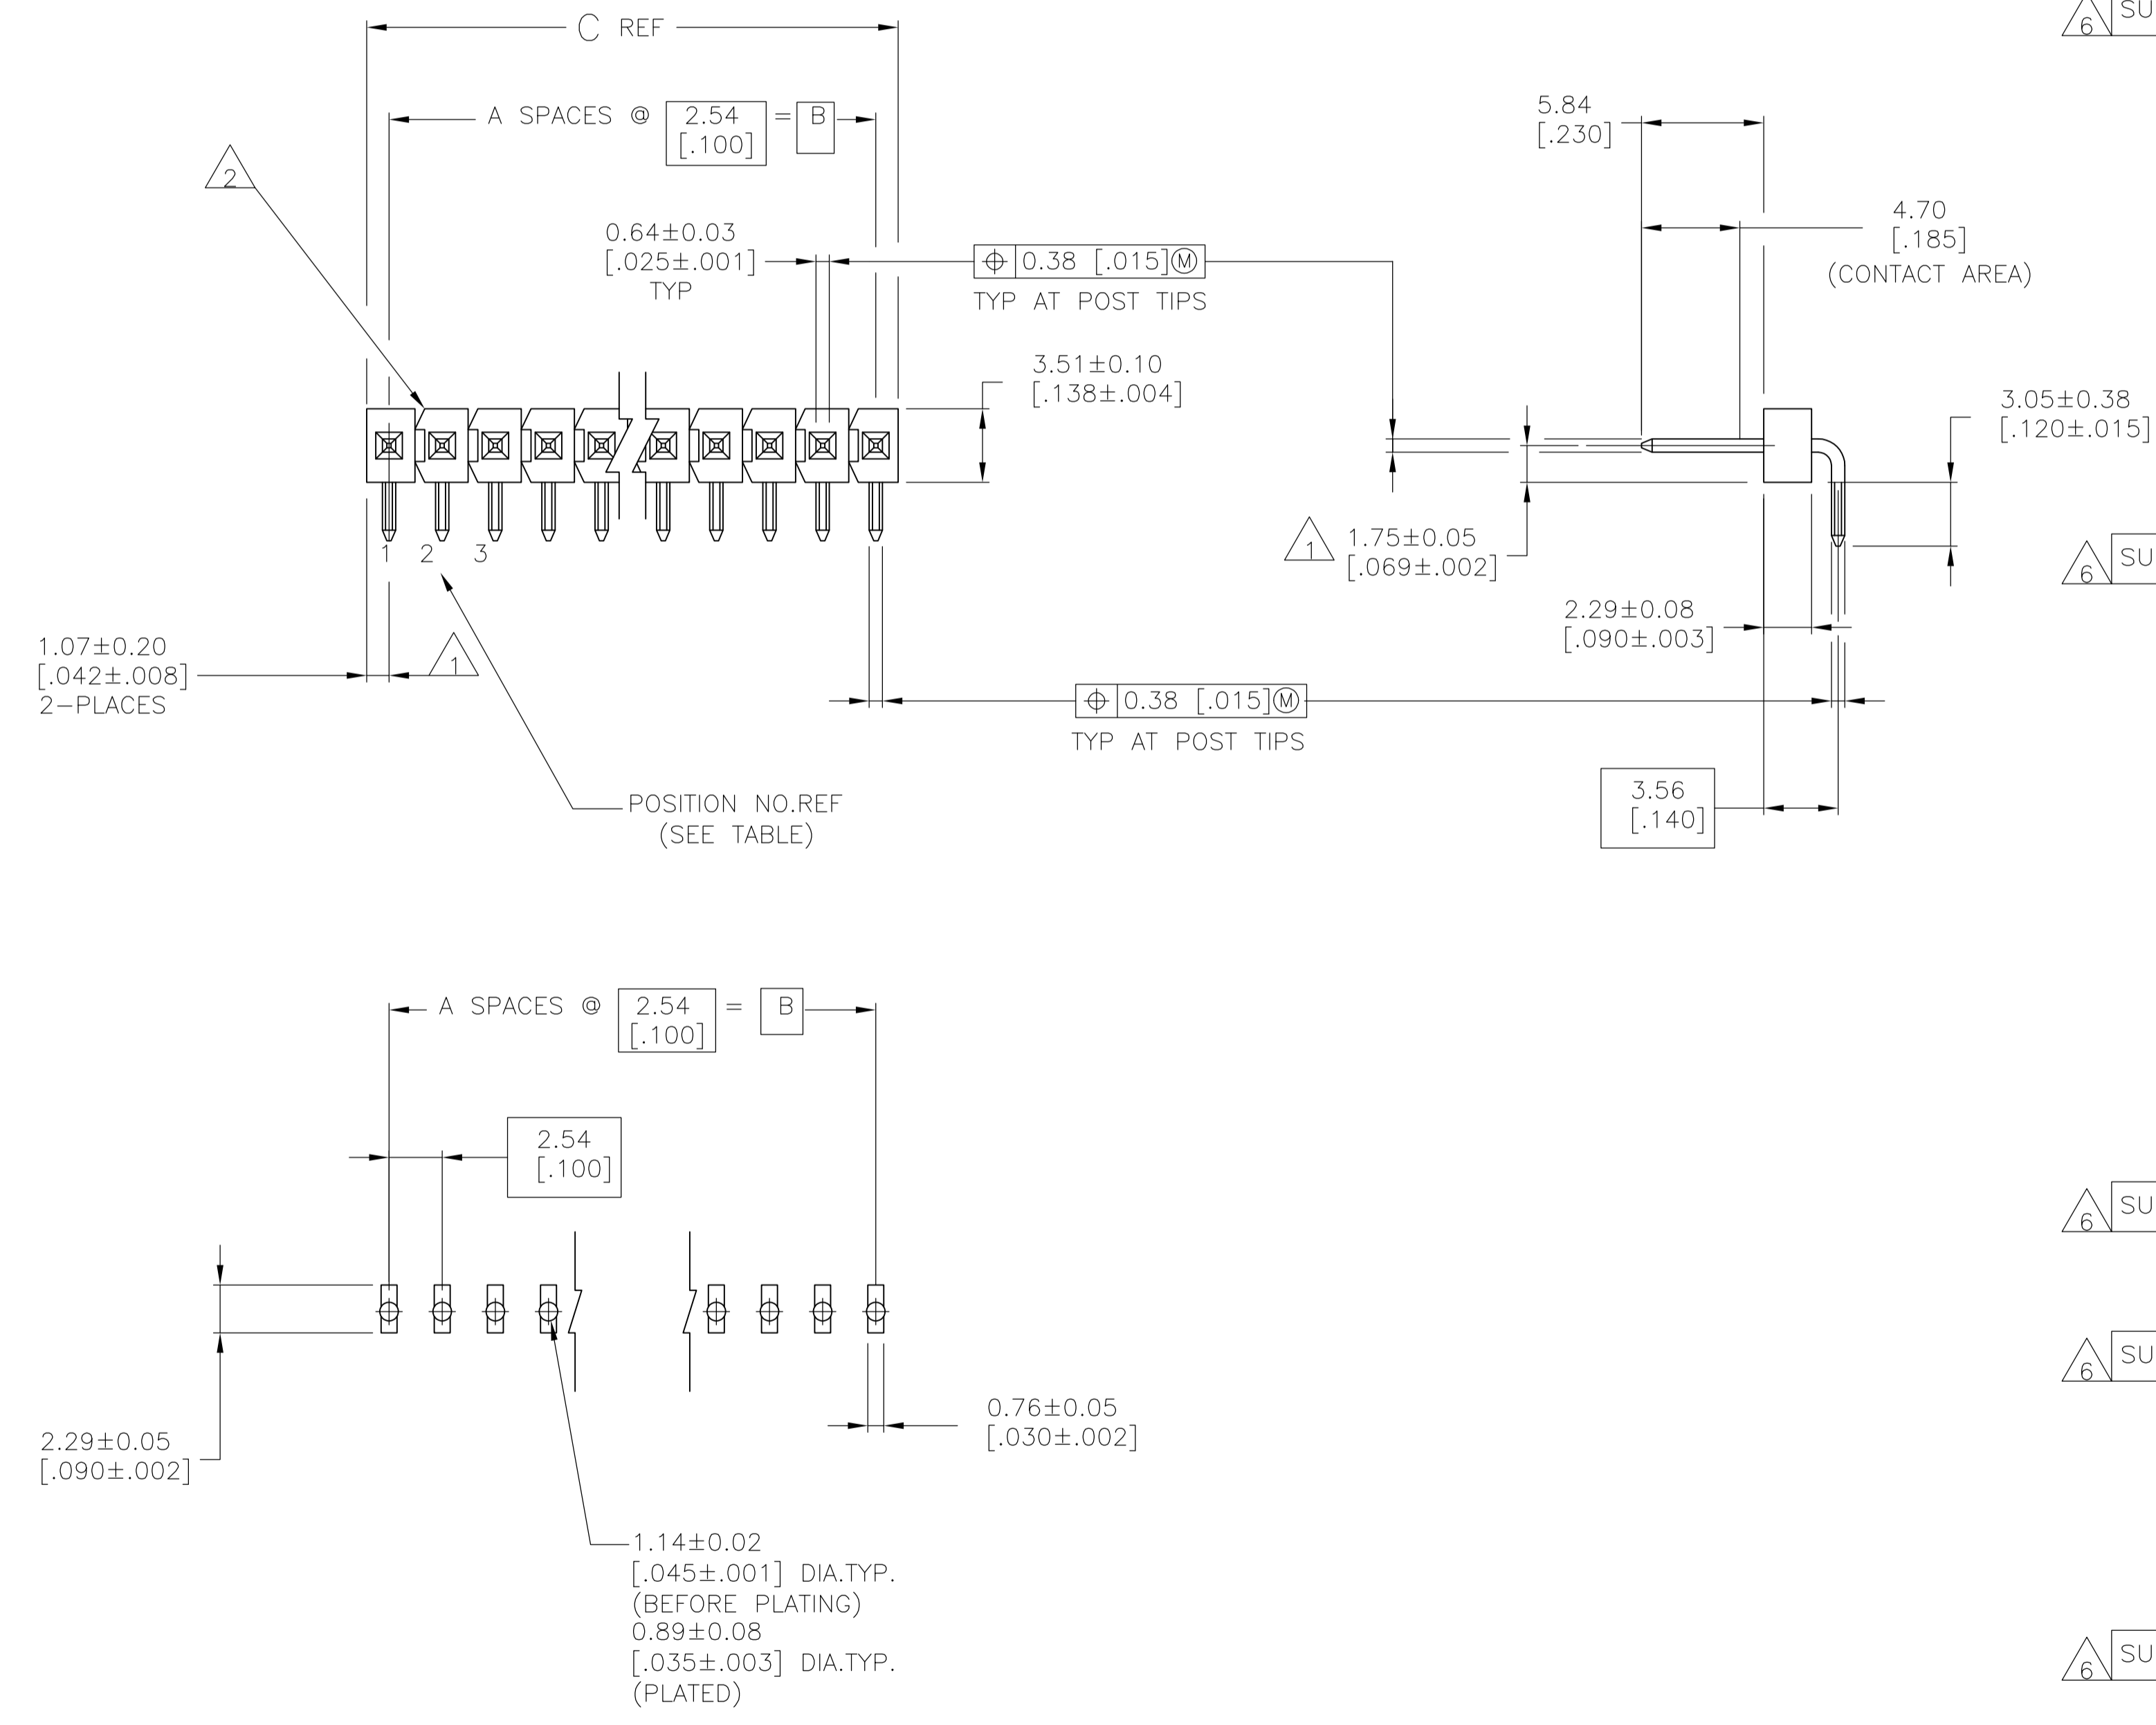 C REF
6 SU
A SPACES @ 2.54 = B
[.100]
5.84
[.230]
2
4.70
[.185]
(CONTACT AREA)
0.64±0.03
[.025±.001]
TYP
0.38 [.015]Ⓜ
TYP AT POST TIPS
3.51±0.10
[.138±.004]
3.05±0.38
[.120±.015]
1 2 3
1
1.75±0.05
[.069±.002]
6 SU
2.29±0.08
[.090±.003]
1.07±0.20
[.042±.008]
2-PLACES
1
0.38 [.015]Ⓜ
TYP AT POST TIPS
3.56
[.140]
POSITION NO.REF
(SEE TABLE)
A SPACES @ 2.54 = B
[.100]
2.54
[.100]
6 SU
6 SU
0.76±0.05
[.030±.002]
2.29±0.05
[.090±.002]
1.14±0.02
[.045±.001] DIA.TYP.
(BEFORE PLATING)
0.89±0.08
[.035±.003] DIA.TYP.
(PLATED)
6 SU